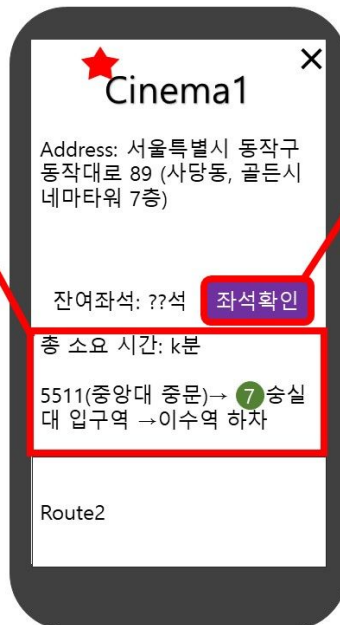 Cinema1
Address: 서울특별시 동작구
동작대로 89 (사당동, 골든시
네마타워 7층)
잔여좌석: ??석 좌석확인
총 소요 시간: k분
5511(중앙대 중문)→ 7 숭실
대 입구역 →이수역 하차
Route2